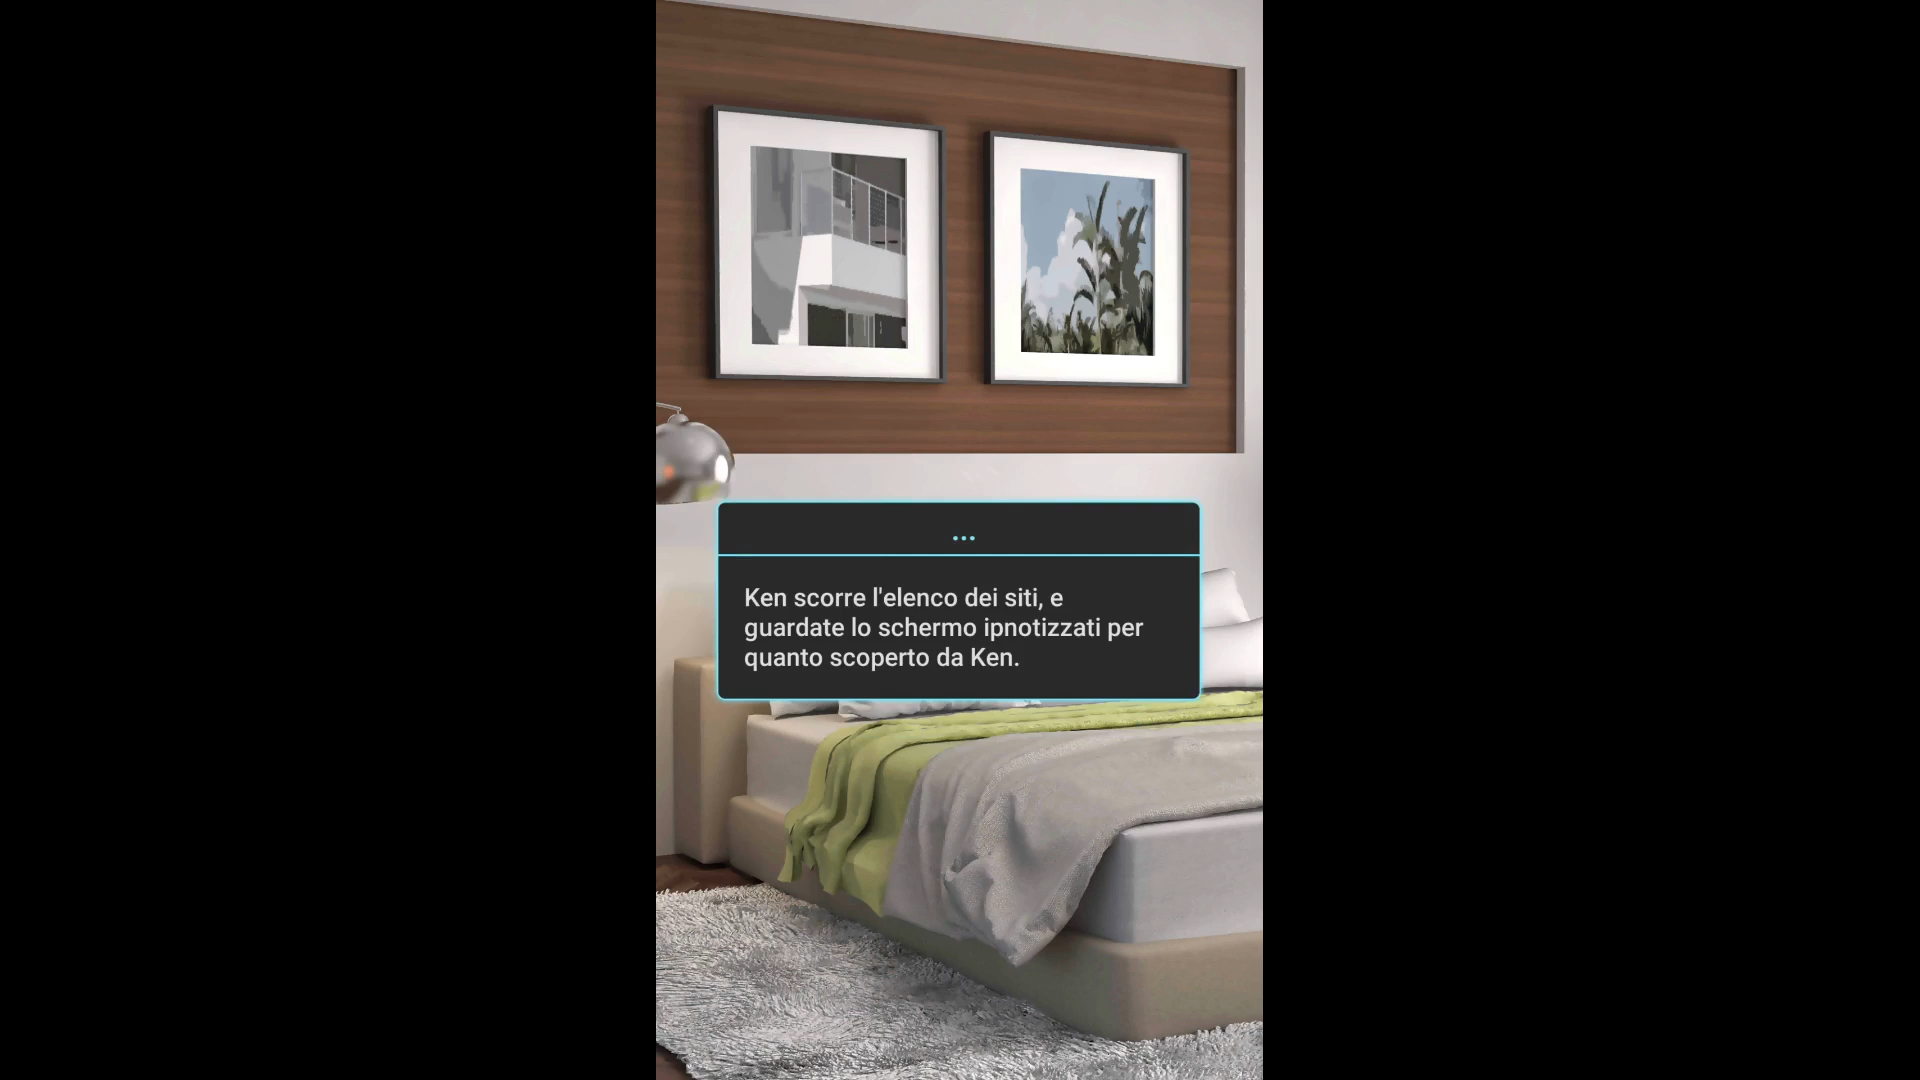 ...
Ken scorre l'elenco dei siti, e
guardate lo schermo ipnotizzati per
quanto scoperto da Ken.